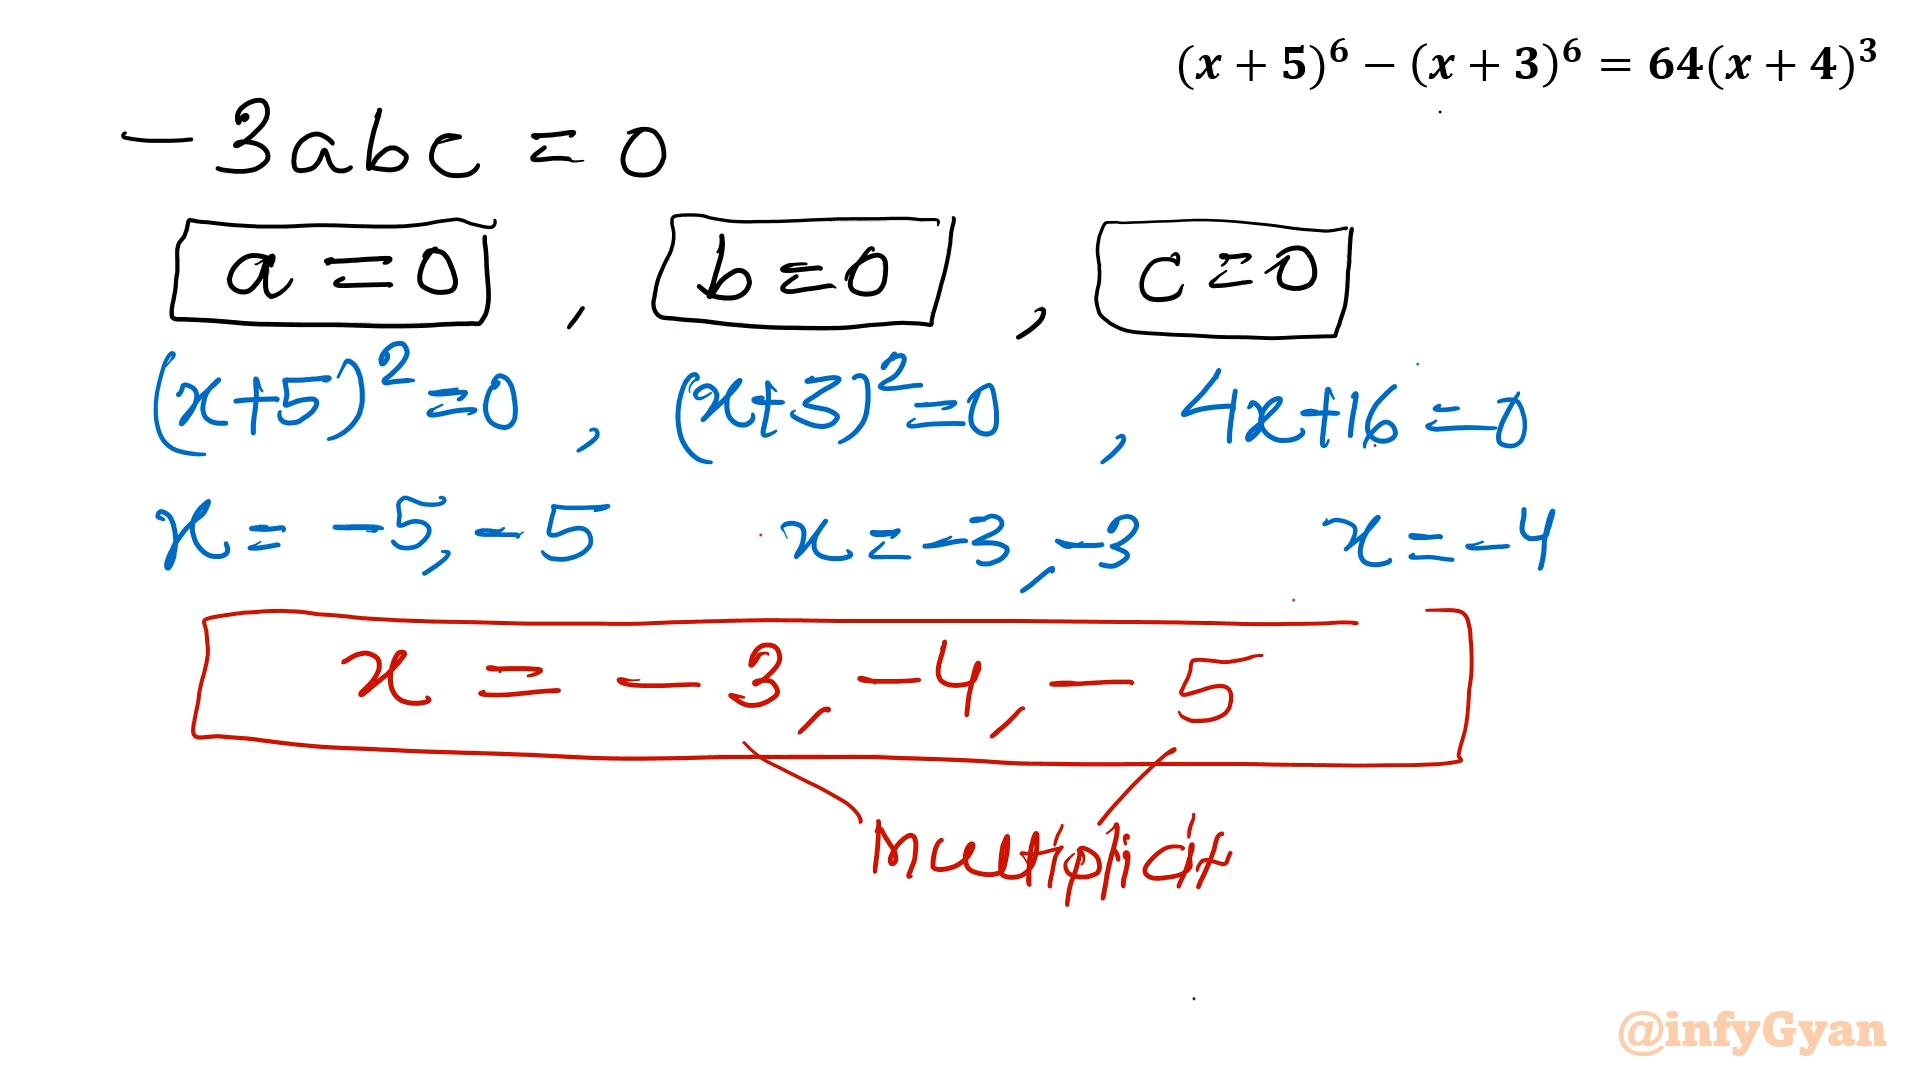 (x + 5)⁶ − (x + 3)⁶ = 64(x + 4)³
− 3abc = 0
a = 0 , b = 0 , c = 0
(x+5)² = 0 , (x+3)² = 0 , 4x+16 = 0
x = −5, −5 x = −3, −3 x = −4
x = − 3, −4, − 5
multiplicit
@infyGyan